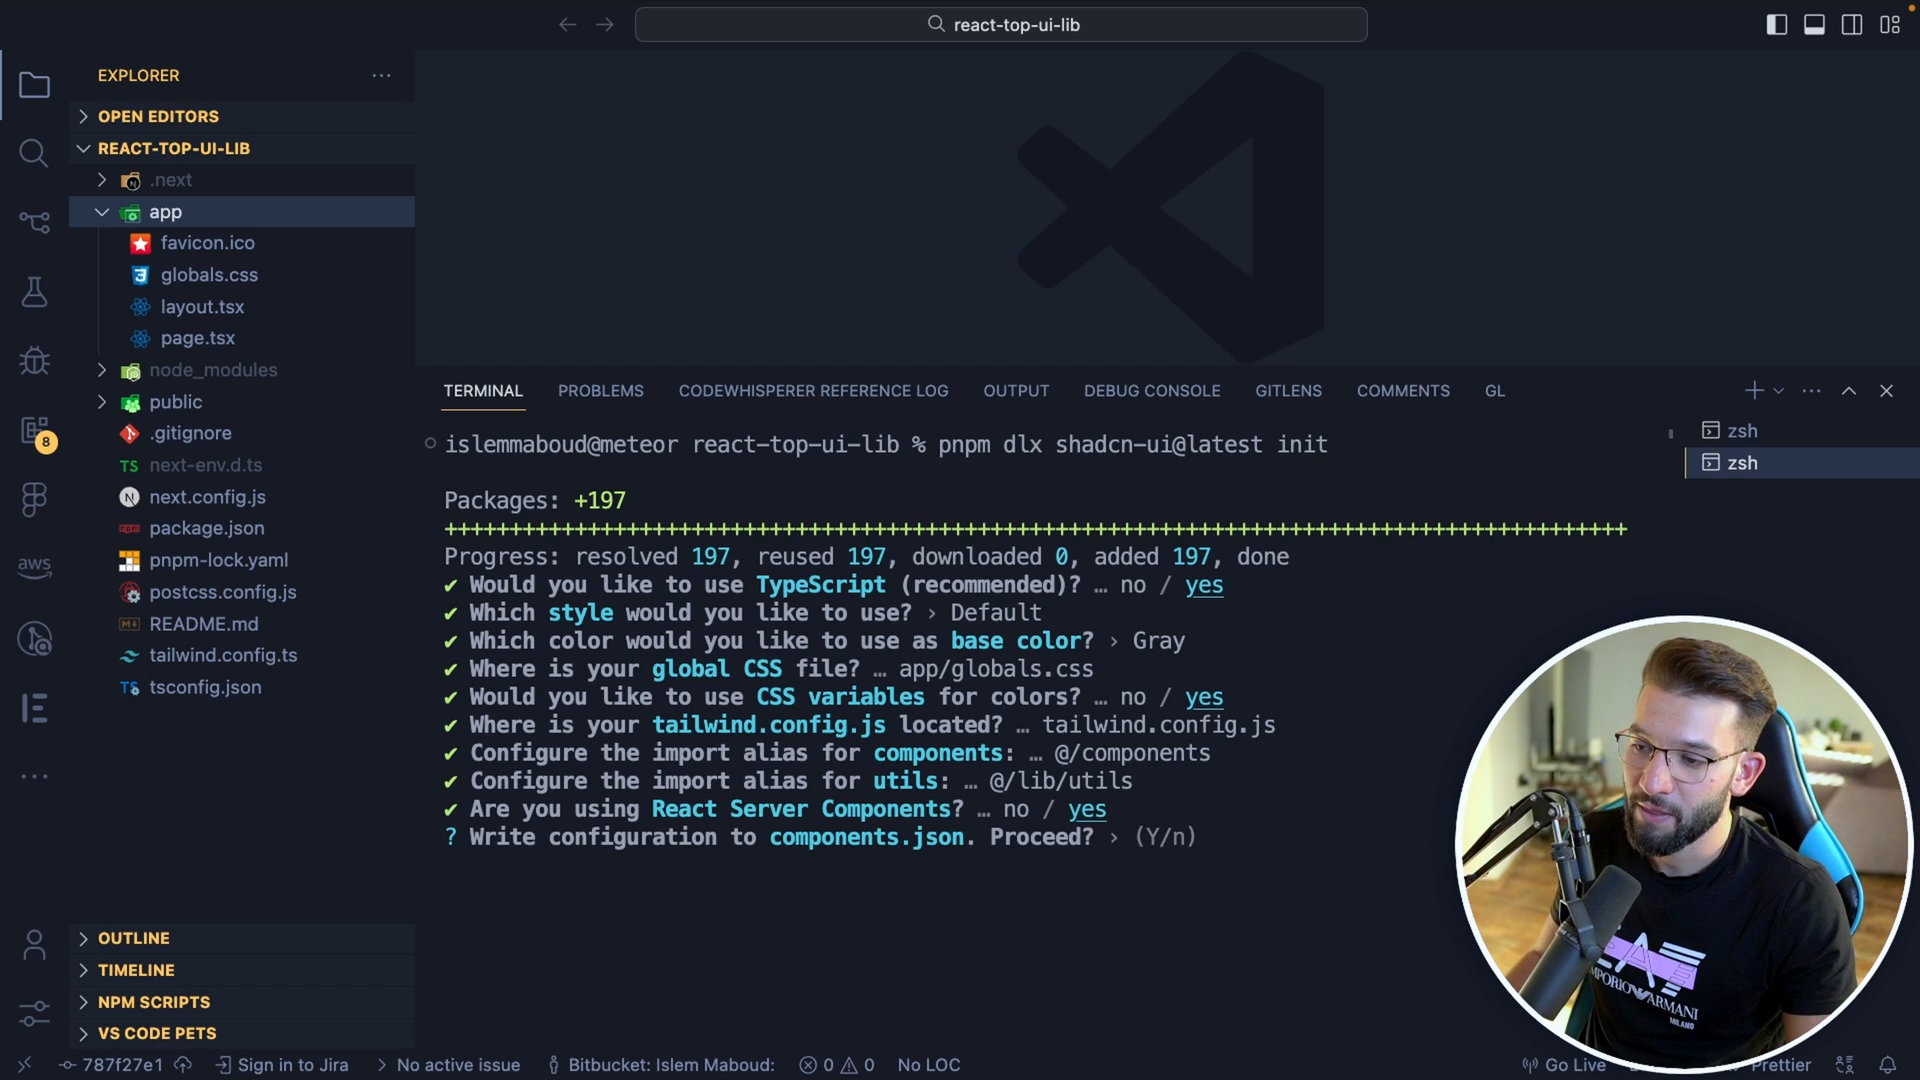 react-top-ui-lib
EXPLORER
OPEN EDITORS
REACT-TOP-UI-LIB
.next
app
favicon.ico
globals.css
layout.tsx
page.tsx
node_modules
public
.gitignore
TS next-env.d.ts
N next.config.js
package.json
pnpm-lock.yaml
postcss.config.js
README.md
tailwind.config.ts
TS tsconfig.json
8
aws
OUTLINE
TIMELINE
NPM SCRIPTS
VS CODE PETS
TERMINAL PROBLEMS CODEWHISPERER REFERENCE LOG OUTPUT DEBUG CONSOLE GITLENS COMMENTS GL
zsh
zsh
islemmaboud@meteor react-top-ui-lib % pnpm dlx shadcn-ui@latest init
Packages: +197
+++++++++++++++++++++++++++++++++++++++++++++++++++++++++++++++++++++++++++++++++++++++++++
Progress: resolved 197, reused 197, downloaded 0, added 197, done
✔ Would you like to use TypeScript (recommended)? … no / yes
✔ Which style would you like to use? › Default
✔ Which color would you like to use as base color? › Gray
✔ Where is your global CSS file? … app/globals.css
✔ Would you like to use CSS variables for colors? … no / yes
✔ Where is your tailwind.config.js located? … tailwind.config.js
✔ Configure the import alias for components: … @/components
✔ Configure the import alias for utils: … @/lib/utils
✔ Are you using React Server Components? … no / yes
? Write configuration to components.json. Proceed? › (Y/n)
EMPORIO ARMANI
MILANO
787f27e1 Sign in to Jira No active issue Bitbucket: Islem Maboud: 0 0 No LOC Go Live Prettier